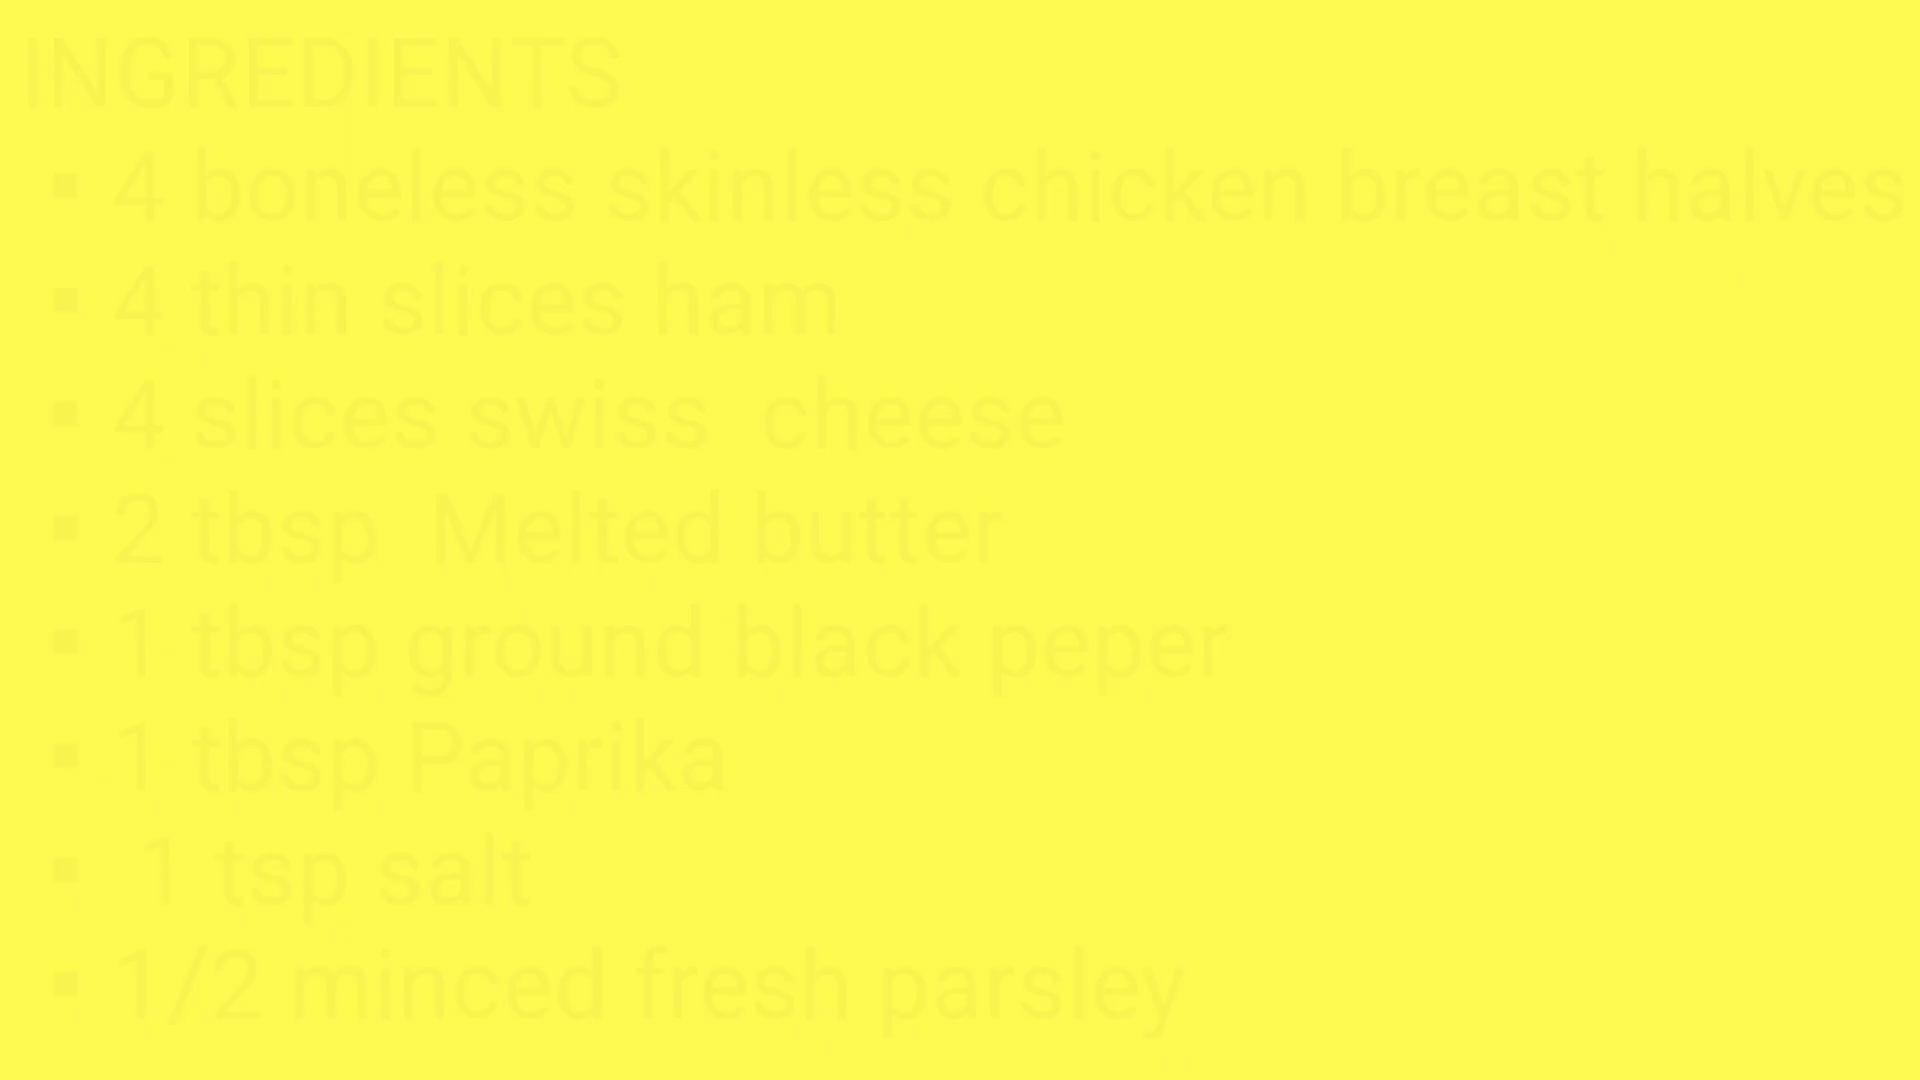 INGREDIENTS
▪ 4 boneless skinless chicken breast halves
▪ 4 thin slices ham
▪ 4 slices swiss  cheese
▪ 2 tbsp  Melted butter
▪ 1 tbsp ground black peper
▪ 1 tbsp Paprika
▪  1 tsp salt
▪ 1/2 minced fresh parsley